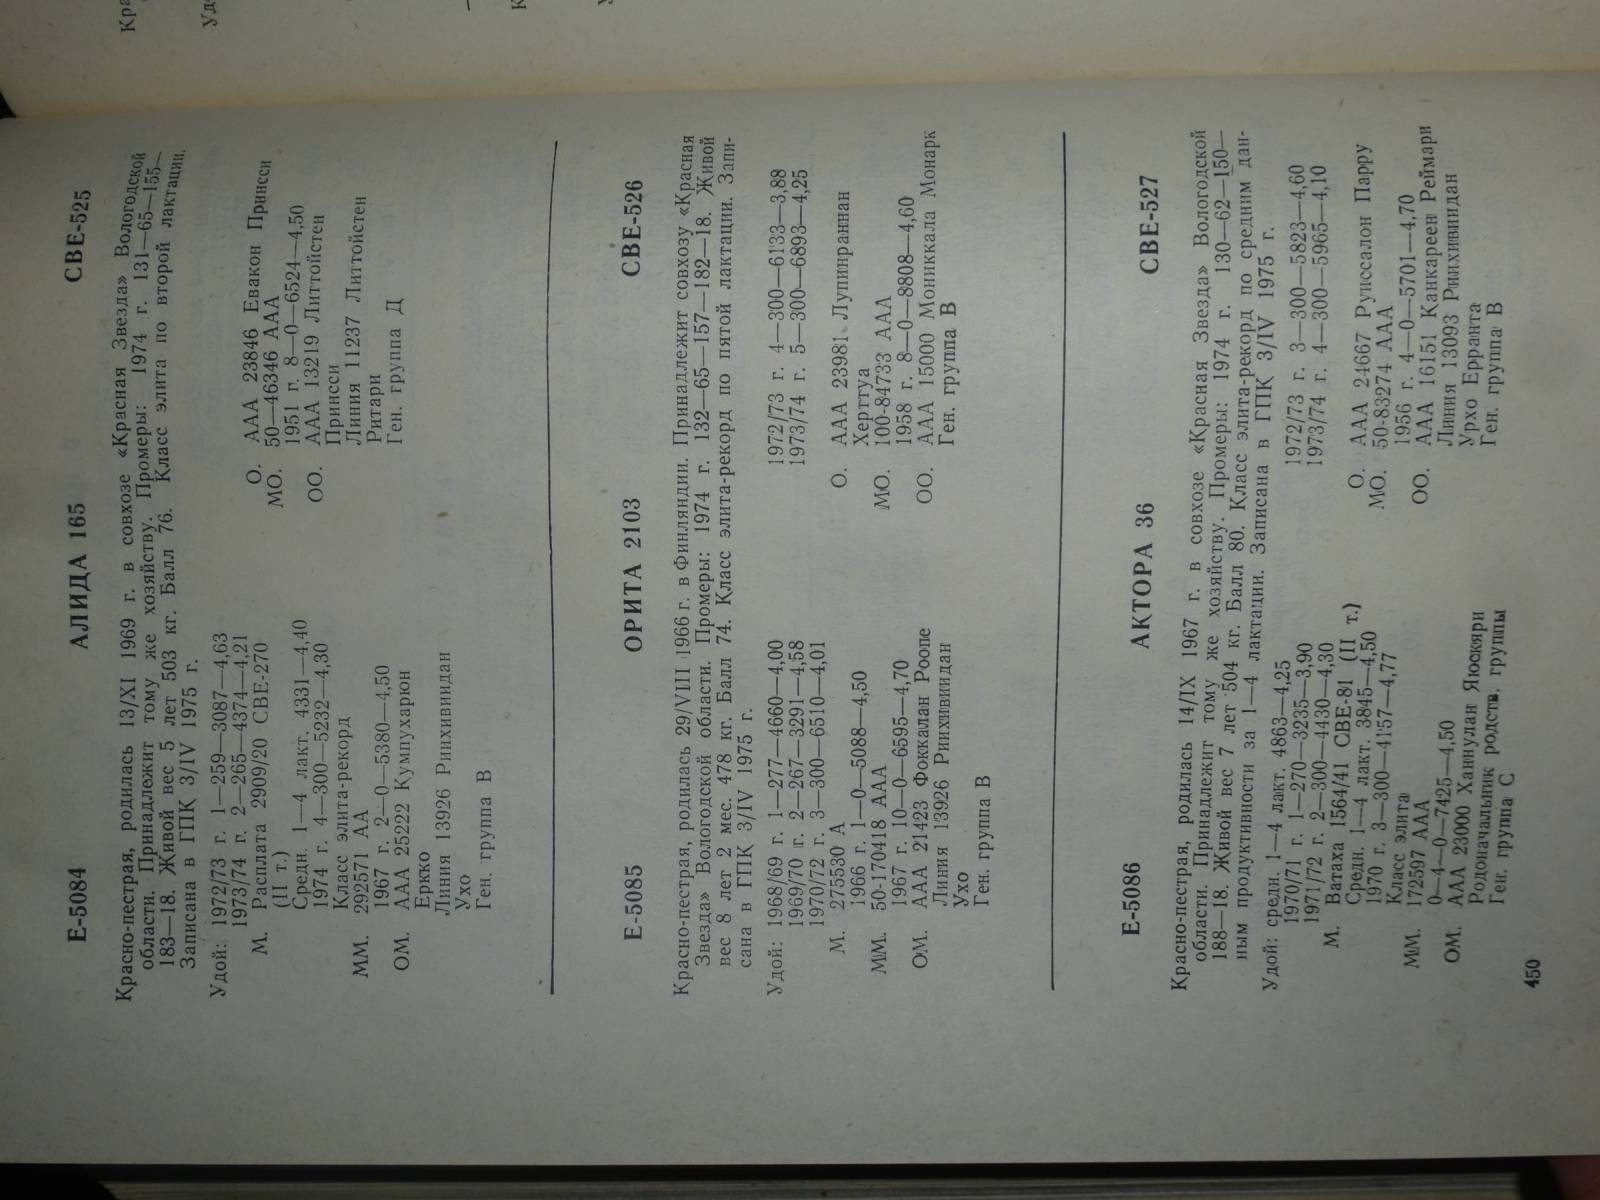 Е-5084 АЛИДА 165 СВЕ-525
Красно-пестрая, родилась 13/XI 1969 г. в совхозе «Красная Звезда» Вологодской
области. Принадлежит тому же хозяйству. Промеры: 1974 г. 131—65—155—
183—18. Живой вес 5 лет 503 кг. Балл 76. Класс элита по второй лактации.
Записана в ГПК 3/IV 1975 г.
Удой: 1972/73 г. 1—259—3087—4,63
1973/74 г. 2—265—4374—4,21
М. Расплата 2909/20 СВЕ-270
(II т.)
Средн. 1—4 лакт. 4331—4,40
1974 г. 4—300—5232—4,30
Класс элита-рекорд
ММ. 292571 АА
1967 г. 2—0—5380—4,50
ОМ. ААА 25222 Кумпухарюн
Еркко
Линия 13926 Риихивиидан
Ухо
Ген. группа В
О. ААА 23846 Евакон Принсси
МО. 50—46346 ААА
1951 г. 8—0—6524—4,50
ОО. ААА 13219 Литтойстен
Принсси
Линия 11237 Литтойстен
Ритари
Ген. группа Д
Е-5085 ОРИТА 2103 СВЕ-526
Красно-пестрая, родилась 29/VIII 1966 г. в Финляндии. Принадлежит совхозу «Красная
Звезда» Вологодской области. Промеры: 1974 г. 132—65—157—182—18. Живой
вес 8 лет 2 мес. 478 кг. Балл 74. Класс элита-рекорд по пятой лактации. Запи-
сана в ГПК 3/IV 1975 г.
Удой: 1968/69 г. 1—277—4660—4,00
1969/70 г. 2—267—3291—4,58
1970/72 г. 3—300—6510—4,01
1972/73 г. 4—300—6133—3,88
1973/74 г. 5—300—6893—4,25
М. 275530 А
1966 г. 1—0—5088—4,50
ММ. 50-170418 ААА
1967 г. 10—0—6595—4,70
ОМ. ААА 21423 Фоккалан Роопе
Линия 13926 Риихивиидан
Ухо
Ген. группа В
О. ААА 23981 Лупинраннан
Херттуа
МО. 100-84733 ААА
1958 г. 8—0—8808—4,60
ОО. ААА 15000 Мониккала Монарк
Ген. группа В
Е-5086 АКТОРА 36 СВЕ-527
Красно-пестрая, родилась 14/IX 1967 г. в совхозе «Красная Звезда» Вологодской
области. Принадлежит тому же хозяйству. Промеры: 1974 г. 130—62—150—
188—18. Живой вес 7 лет 504 кг. Балл 80. Класс элита-рекорд по средним дан-
ным продуктивности за 1—4 лактации. Записана в ГПК 3/IV 1975 г.
Удой: средн. 1—4 лакт. 4863—4,25
1970/71 г. 1—270—3235—3,90
1971/72 г. 2—300—4430—4,30
1972/73 г. 3—300—5823—4,60
1973/74 г. 4—300—5965—4,10
М. Ватаха 1564/41 СВЕ-81 (II т.)
Средн. 1—4 лакт. 3845—4,50
1970 г. 3—300—4157—4,77
Класс элита
ММ. 172597 ААА
0—4—0—7425—4,50
ОМ. ААА 23000 Ханнулан Яюскяри
Родоначальник родств. группы
Ген. группа С
О. ААА 24667 Руиссалон Парру
МО. 50-83274 ААА
1956 г. 4—0—5701—4,70
ОО. ААА 16151 Канкареен Реймари
Линия 13093 Риихивиидан
Урхо Ерранта
Ген. группа В
450